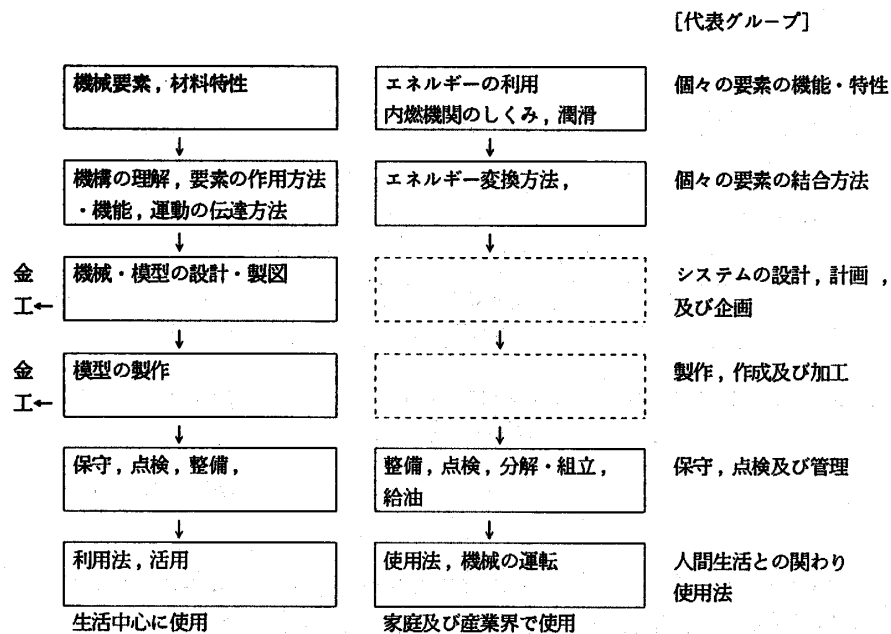 [代表グループ]
機械要素，材料特性
エネルギーの利用
内燃機関のしくみ，潤滑
個々の要素の機能・特性
↓
↓
機構の理解，要素の作用方法
・機能，運動の伝達方法
エネルギー変換方法，
個々の要素の結合方法
↓
↓
金
工←
機械・模型の設計・製図
システムの設計，計画，
及び企画
↓
↓
金
工←
模型の製作
製作，作成及び加工
↓
↓
保守，点検，整備，
整備，点検，分解・組立，
給油
保守，点検及び管理
↓
↓
利用法，活用
使用法，機械の運転
人間生活との関わり
使用法
生活中心に使用
家庭及び産業界で使用